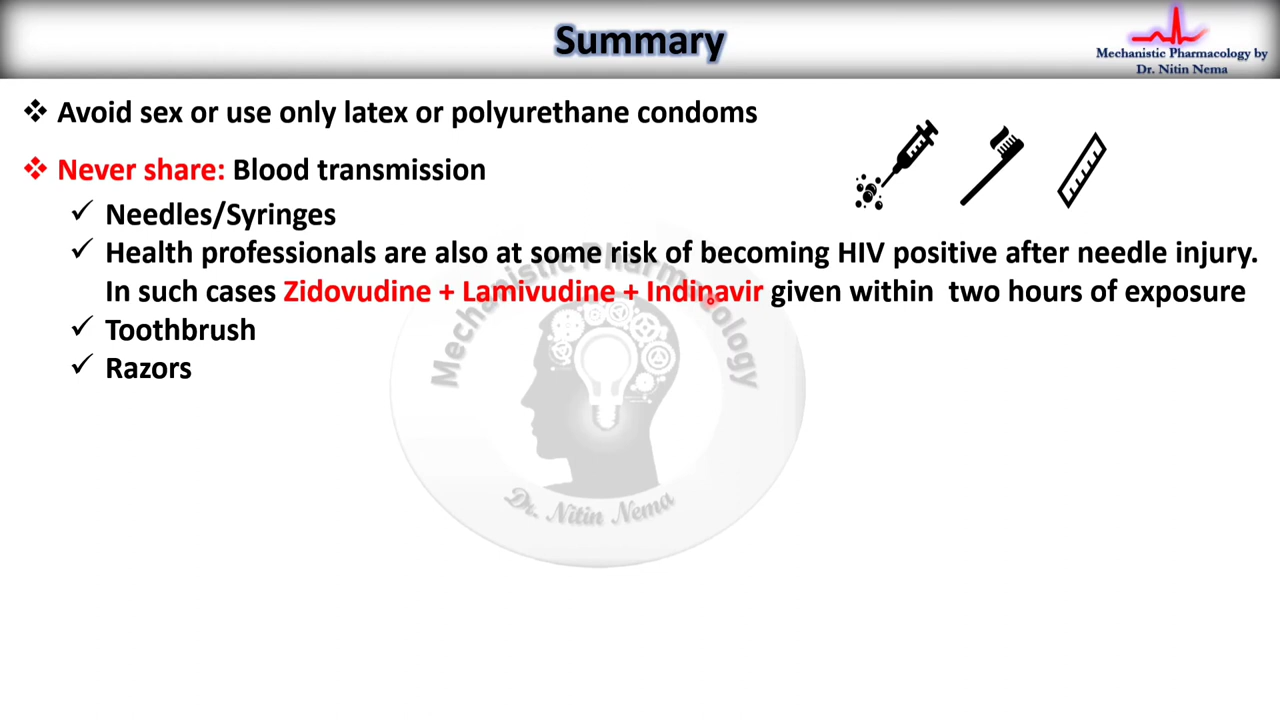 Summary
Mechanistic Pharmacology by
Dr. Nitin Nema
Avoid sex or use only latex or polyurethane condoms
Never share: Blood transmission
Needles/Syringes
Health professionals are also at some risk of becoming HIV positive after needle injury.
In such cases Zidovudine + Lamivudine + Indinavir given within two hours of exposure
Toothbrush
Razors
Mechanistic Pharmacology
Dr. Nitin Nema